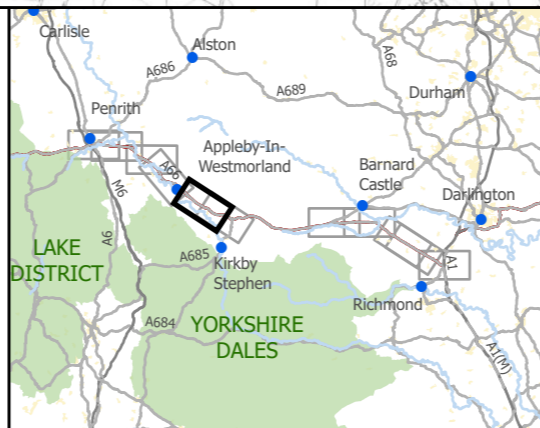 Carlisle
Alston
A686
A68
A689
Durham
Penrith
Appleby-In-
Westmorland
A66
Barnard
Castle
Darlington
M6
A6
LAKE
DISTRICT
A685
Kirkby
Stephen
A1
Richmond
A684
YORKSHIRE
DALES
A1(M)